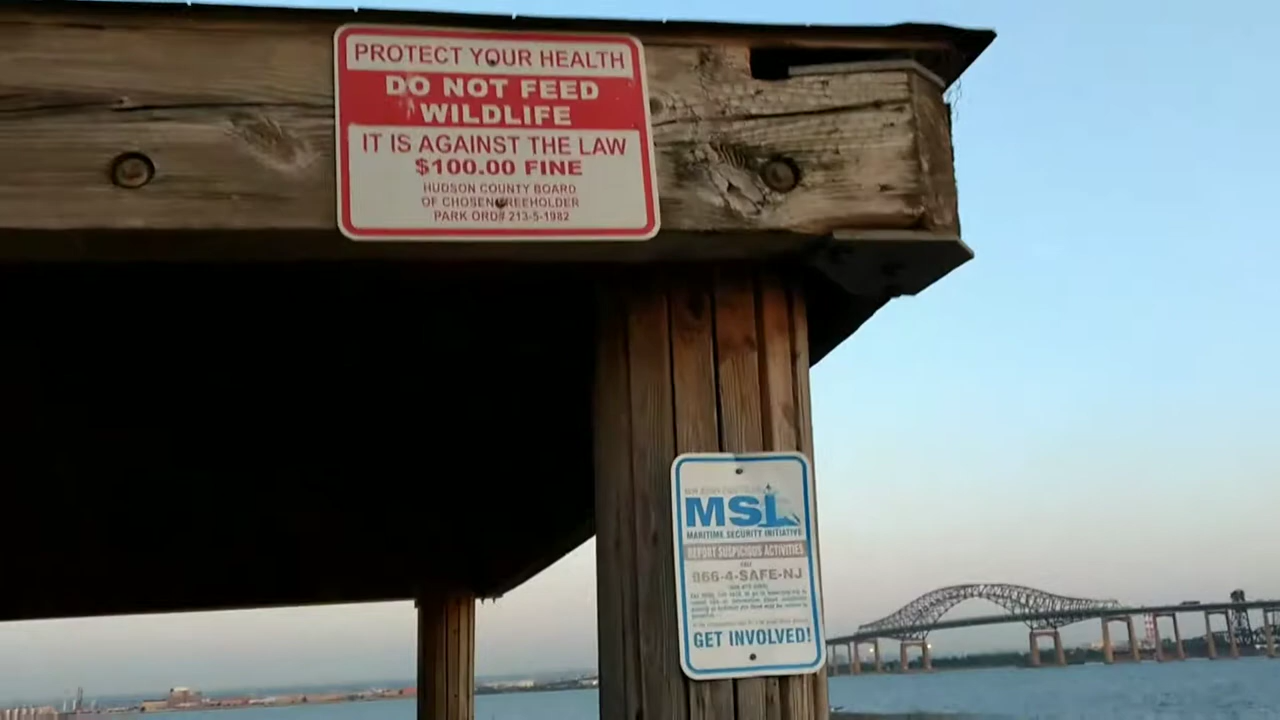 PROTECT YOUR HEALTH
DO NOT FEED
WILDLIFE
IT IS AGAINST THE LAW
$100.00 FINE
HUDSON COUNTY BOARD
OF CHOSEN FREEHOLDER
PARK ORD# 213-5-1982
MSI
MARITIME SECURITY INITIATIVE
REPORT SUSPICIOUS ACTIVITIES
CALL
866-4-SAFE-NJ
GET INVOLVED!